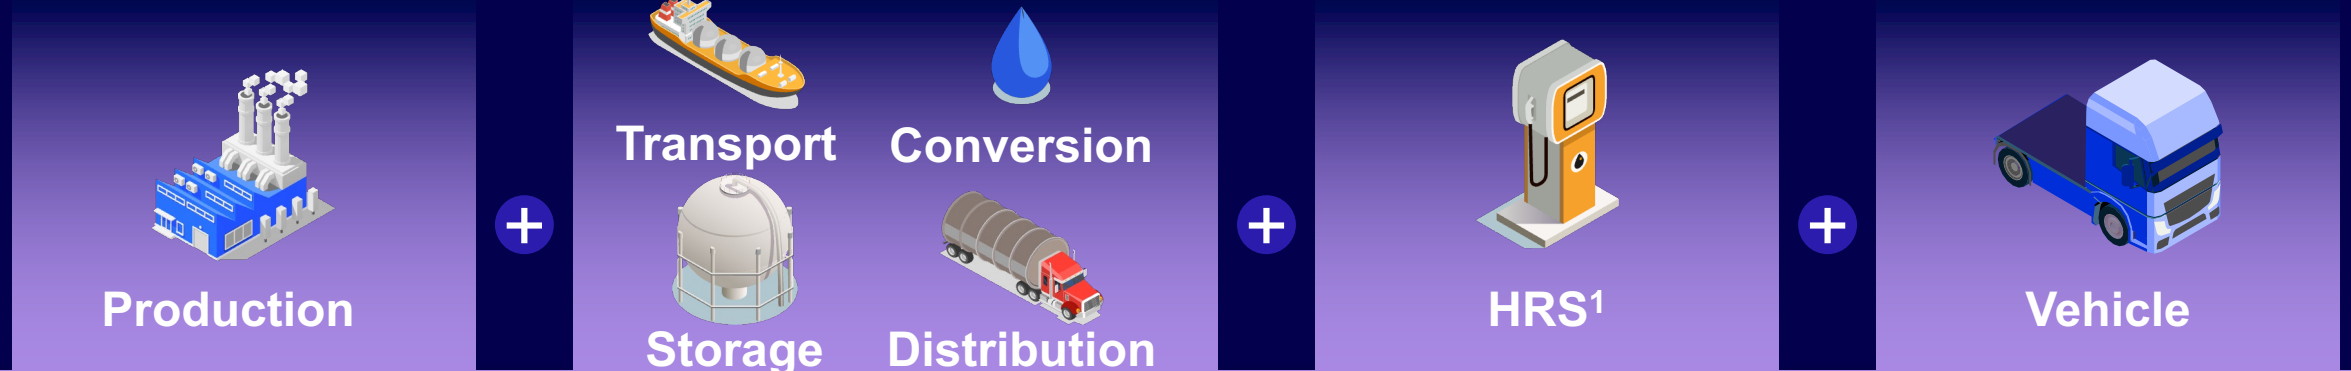 Production
+
Transport
Conversion
Storage
Distribution
+
HRS¹
+
Vehicle